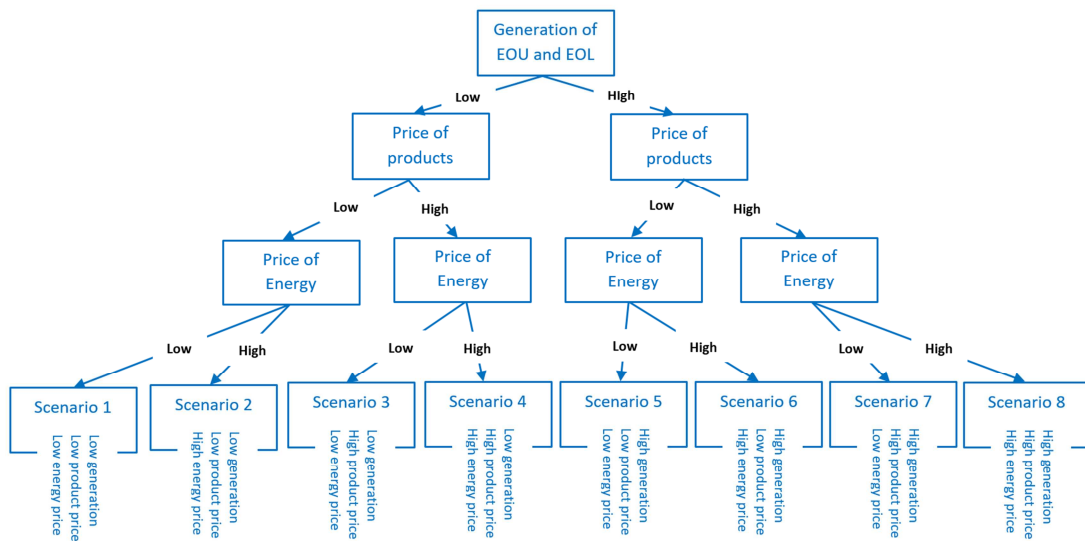 Generation of
EOU and EOL
Low
High
Price of
products
Price of
products
Low
High
Low
High
Price of
Energy
Price of
Energy
Price of
Energy
Price of
Energy
Low
High
Low
High
Low
High
Low
High
Scenario 1
Scenario 2
Scenario 3
Scenario 4
Scenario 5
Scenario 6
Scenario 7
Scenario 8
Low generation
Low product price
Low energy price
Low generation
Low product price
High energy price
Low generation
High product price
Low energy price
Low generation
High product price
High energy price
High generation
Low product price
Low energy price
High generation
Low product price
High energy price
High generation
High product price
Low energy price
High generation
High product price
High energy price